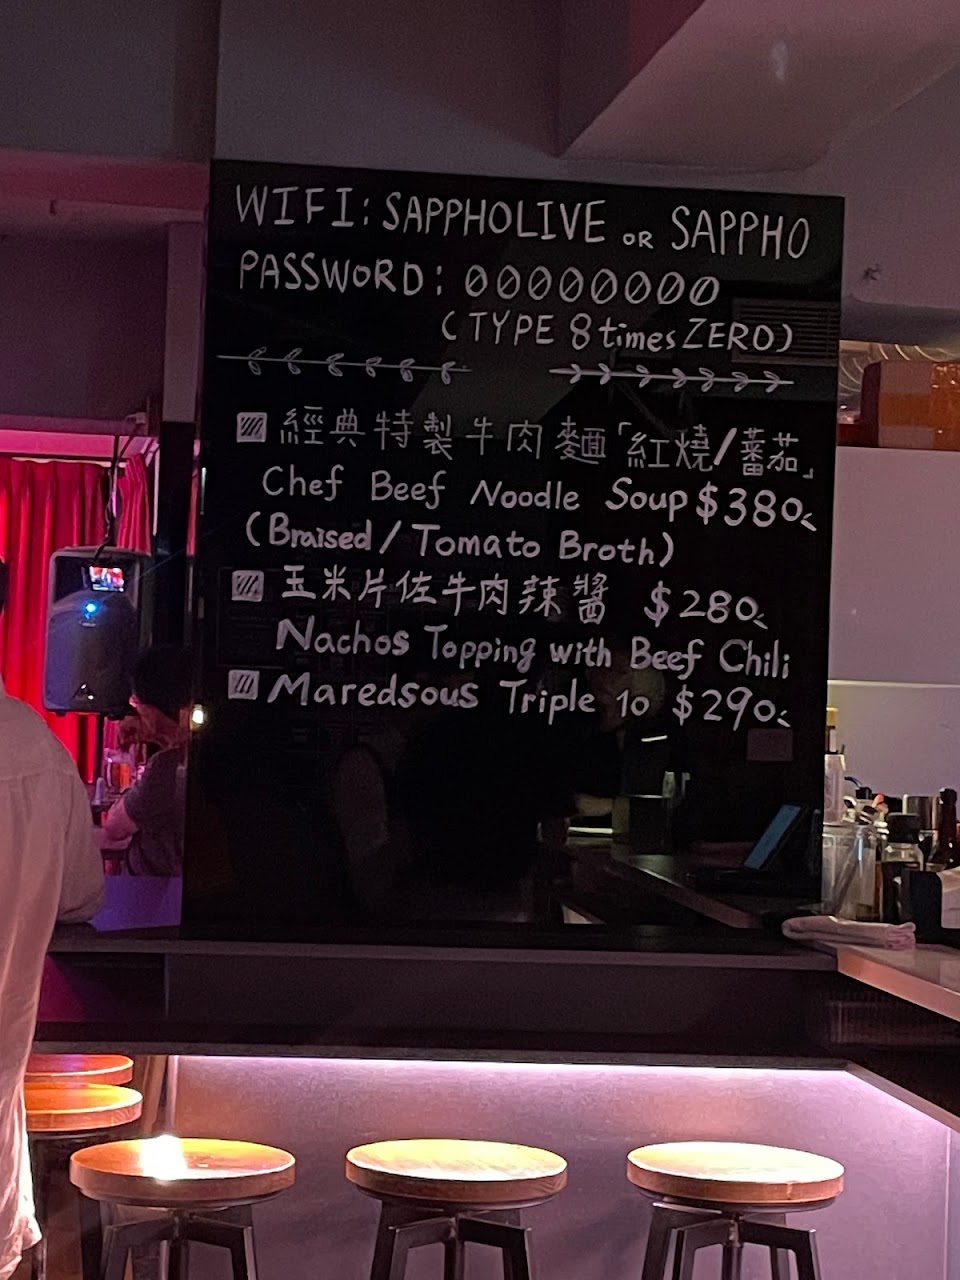 WIFI: SAPPHOLIVE OR SAPPHO
PASSWORD: 00000000
(TYPE 8 times ZERO)
經典特製牛肉麵「紅燒/蕃茄」
Chef Beef Noodle Soup $380
(Braised / Tomato Broth)
玉米片佐牛肉辣醬 $280
Nachos Topping with Beef Chili
Maredsous Triple 10 $290